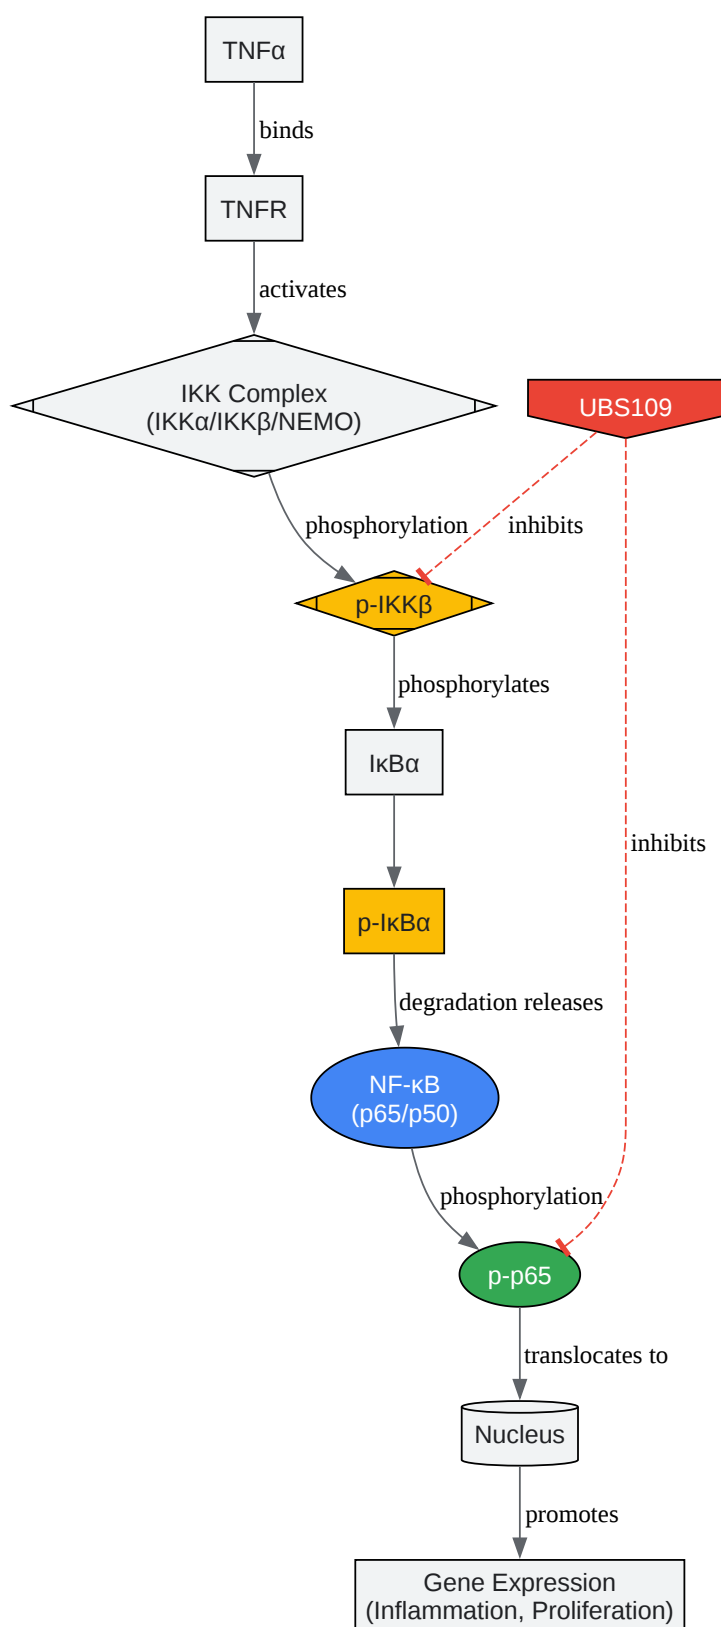 TNFα
binds
TNFR
activates
IKK Complex
(IKKα/IKKβ/NEMO)
UBS109
phosphorylation
inhibits
p-IKKβ
phosphorylates
IκBα
inhibits
p-IκBα
degradation releases
NF-κB
(p65/p50)
phosphorylation
p-p65
translocates to
Nucleus
promotes
Gene Expression
(Inflammation, Proliferation)